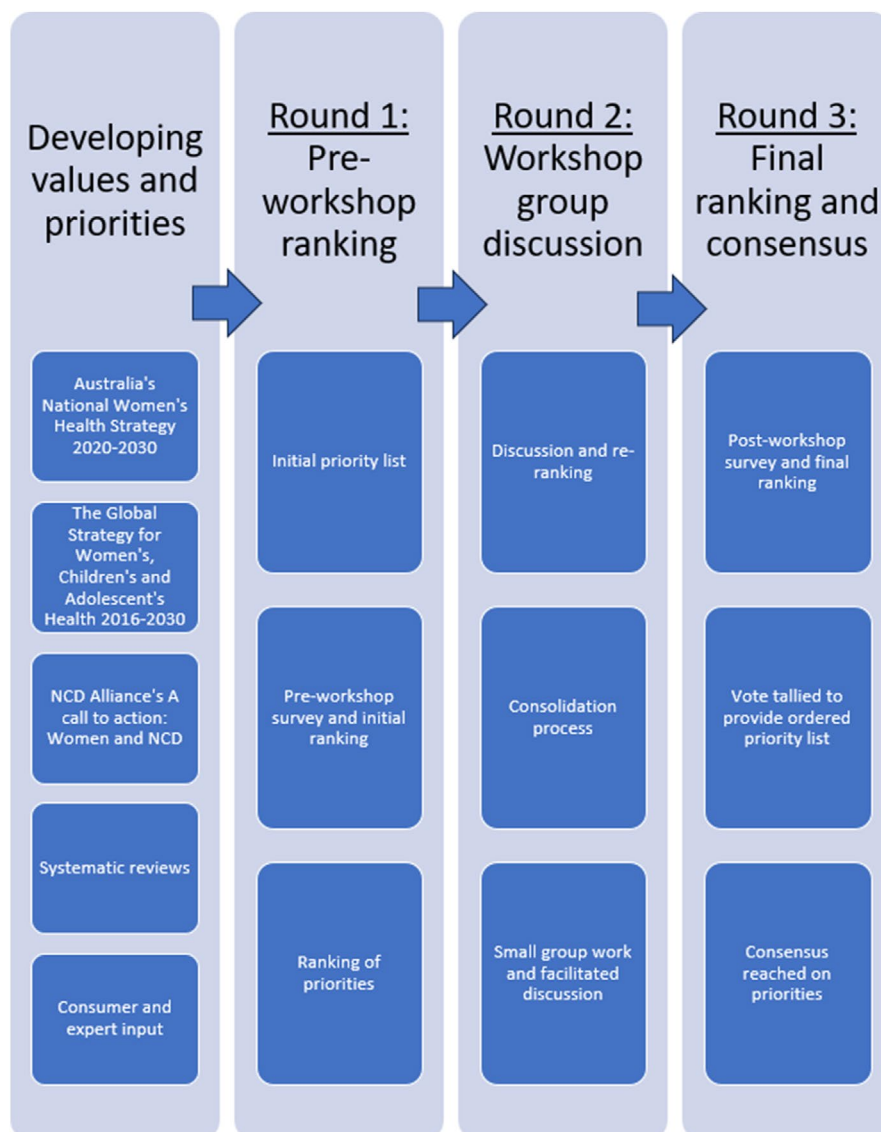 Developing
values and
priorities
Australia's
National Women's
Health Strategy
2020-2030
The Global
Strategy for
Women's,
Children's and
Adolescent's
Health 2016-2030
NCD Alliance's A
call to action:
Women and NCD
Systematic reviews
Consumer and
expert input
Round 1:
Pre-
workshop
ranking
Initial priority list
Pre-workshop
survey and initial
ranking
Ranking of
priorities
Round 2:
Workshop
group
discussion
Discussion and re-
ranking
Consolidation
process
Small group work
and facilitated
discussion
Round 3:
Final
ranking and
consensus
Post-workshop
survey and final
ranking
Vote tallied to
provide ordered
priority list
Consensus
reached on
priorities